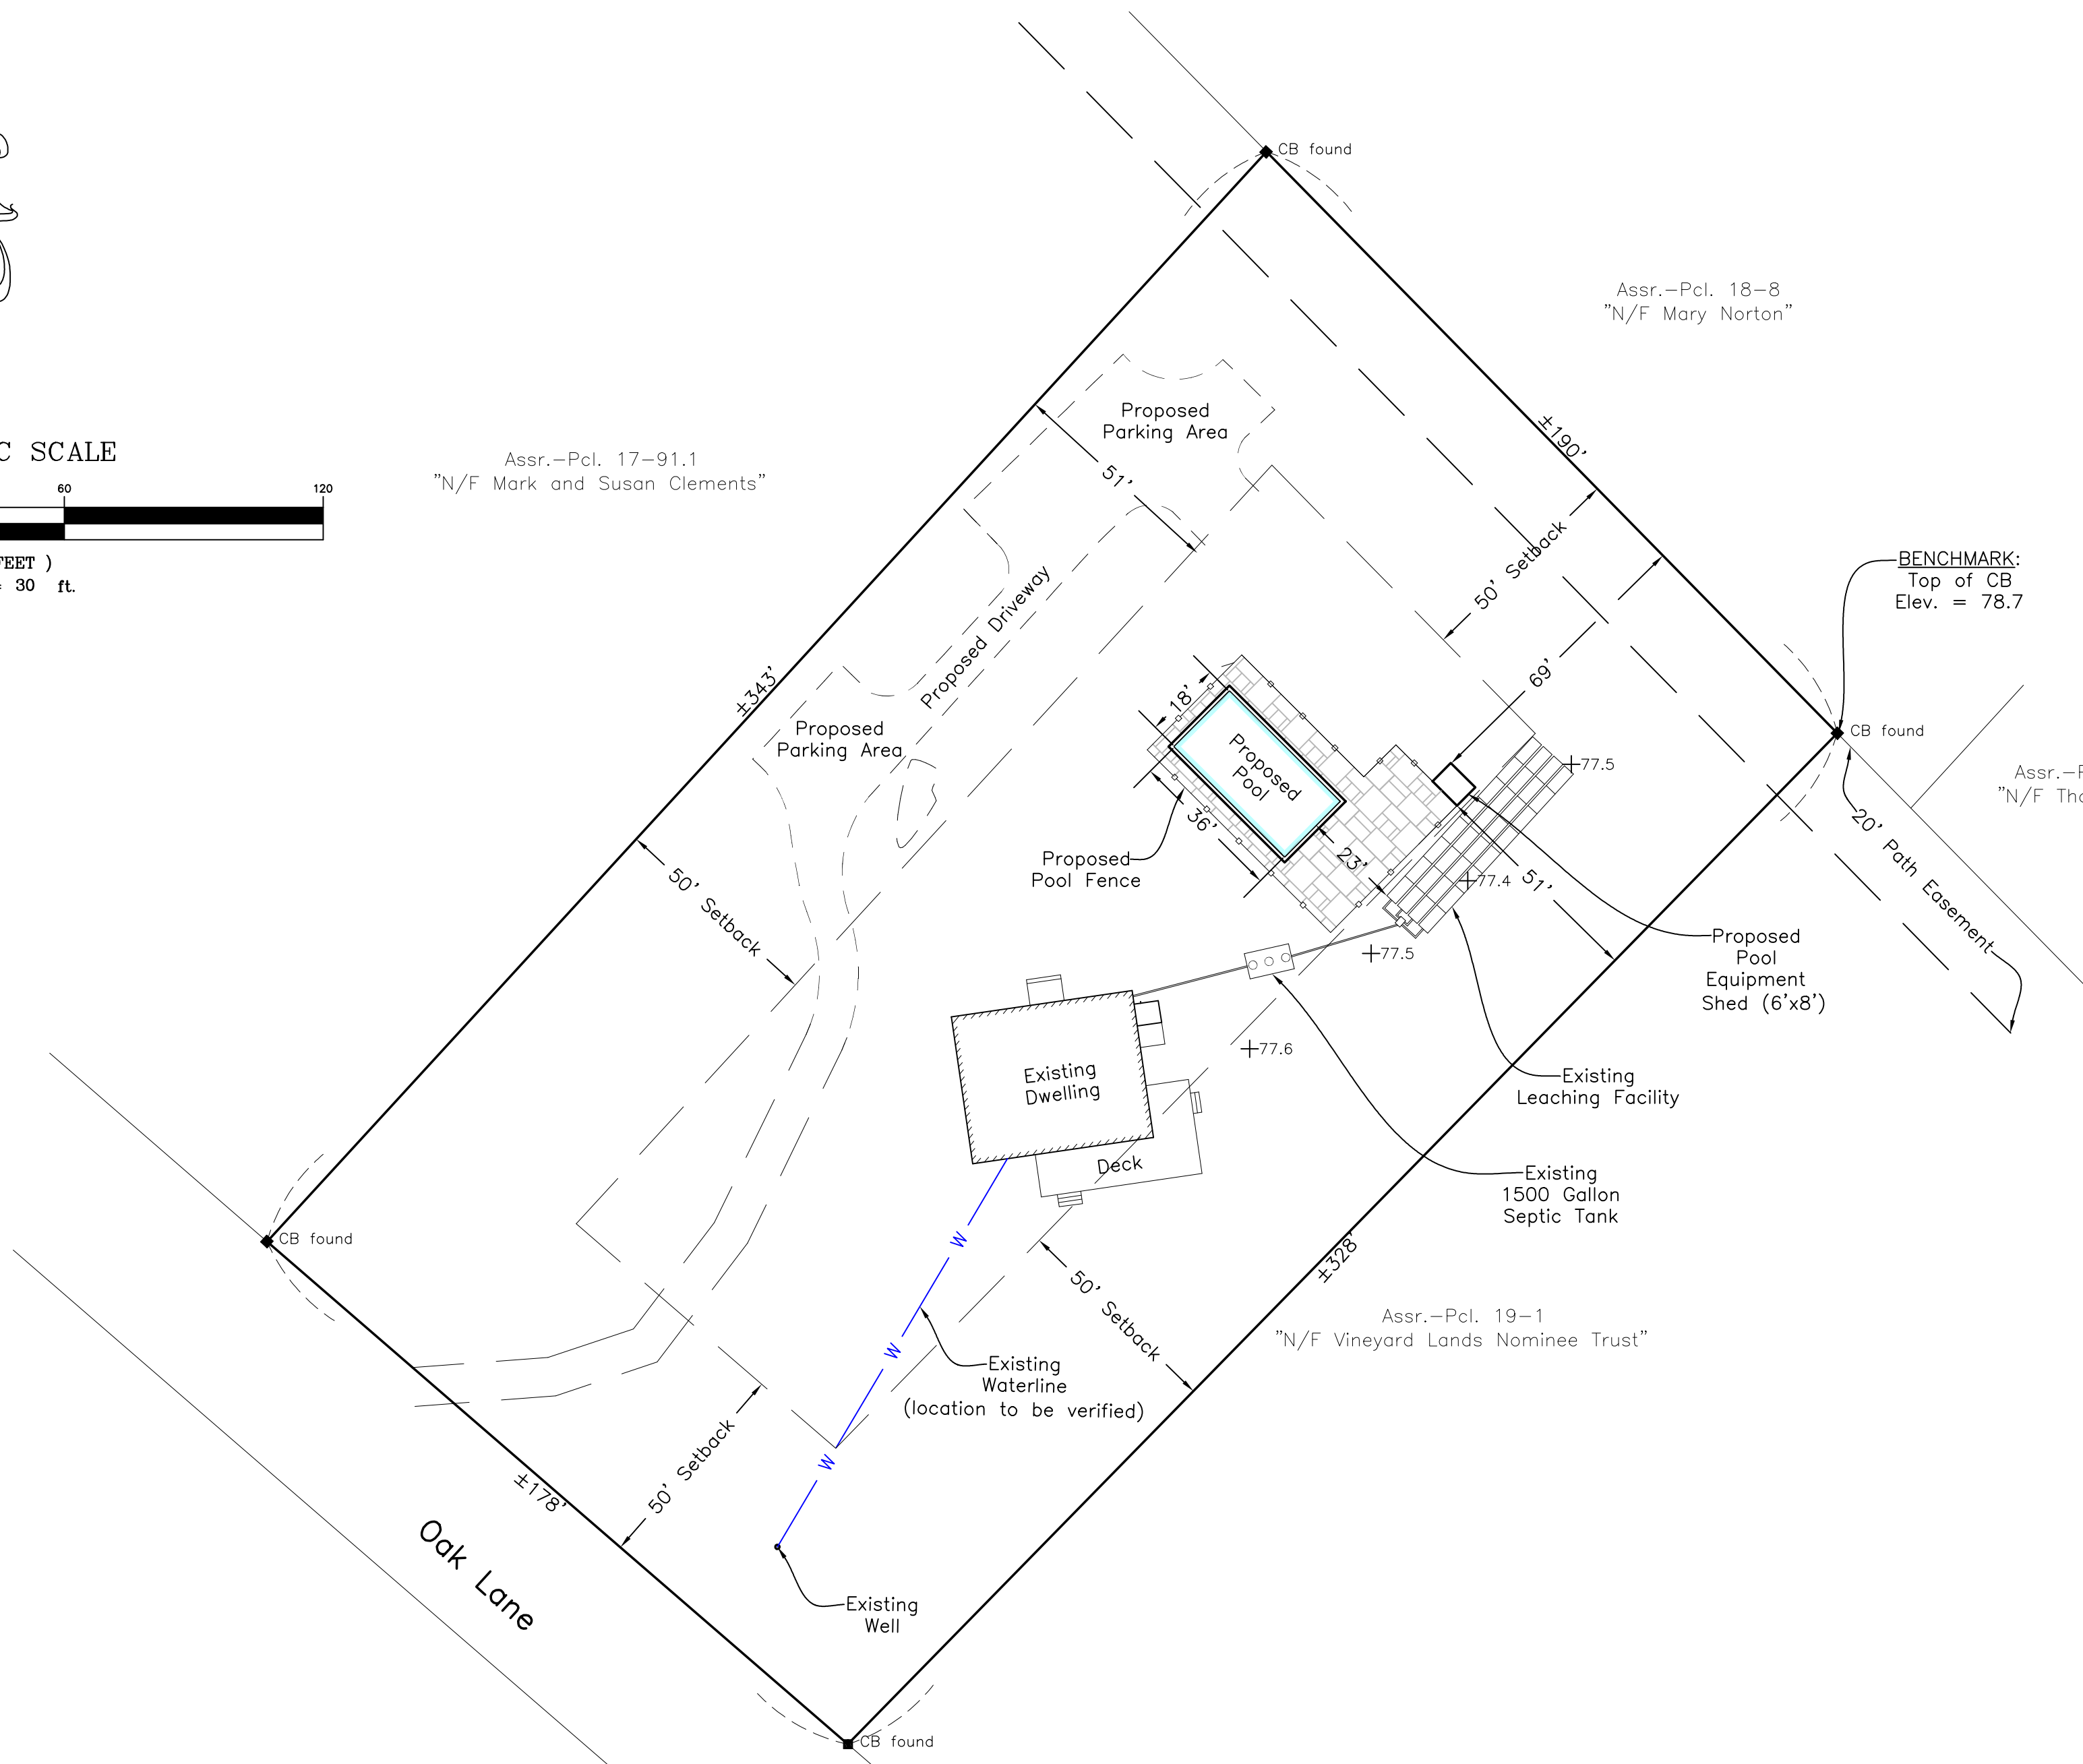 CB found
Assr.-Pcl. 18-8
"N/F Mary Norton"
±190'
Proposed
Parking Area
51'
C SCALE
60
120
FEET )
= 30 ft.
Assr.-Pcl. 17-91.1
"N/F Mark and Susan Clements"
50' Setback
BENCHMARK:
Top of CB
Elev. = 78.7
Proposed Driveway
±343'
69'
18'
Proposed
Pool
CB found
77.5
Assr.-P
"N/F Tho
Proposed
Parking Area
36'
23'
77.4
51'
20' Path Easement
Proposed
Pool Fence
50' Setback
77.5
Proposed
Pool
Equipment
Shed (6'x8')
77.6
Existing
Dwelling
Existing
Leaching Facility
Deck
Existing
1500 Gallon
Septic Tank
CB found
W
±328'
50' Setback
Assr.-Pcl. 19-1
"N/F Vineyard Lands Nominee Trust"
W
Existing
Waterline
(location to be verified)
50' Setback
W
±178'
Oak Lane
Existing
Well
CB found